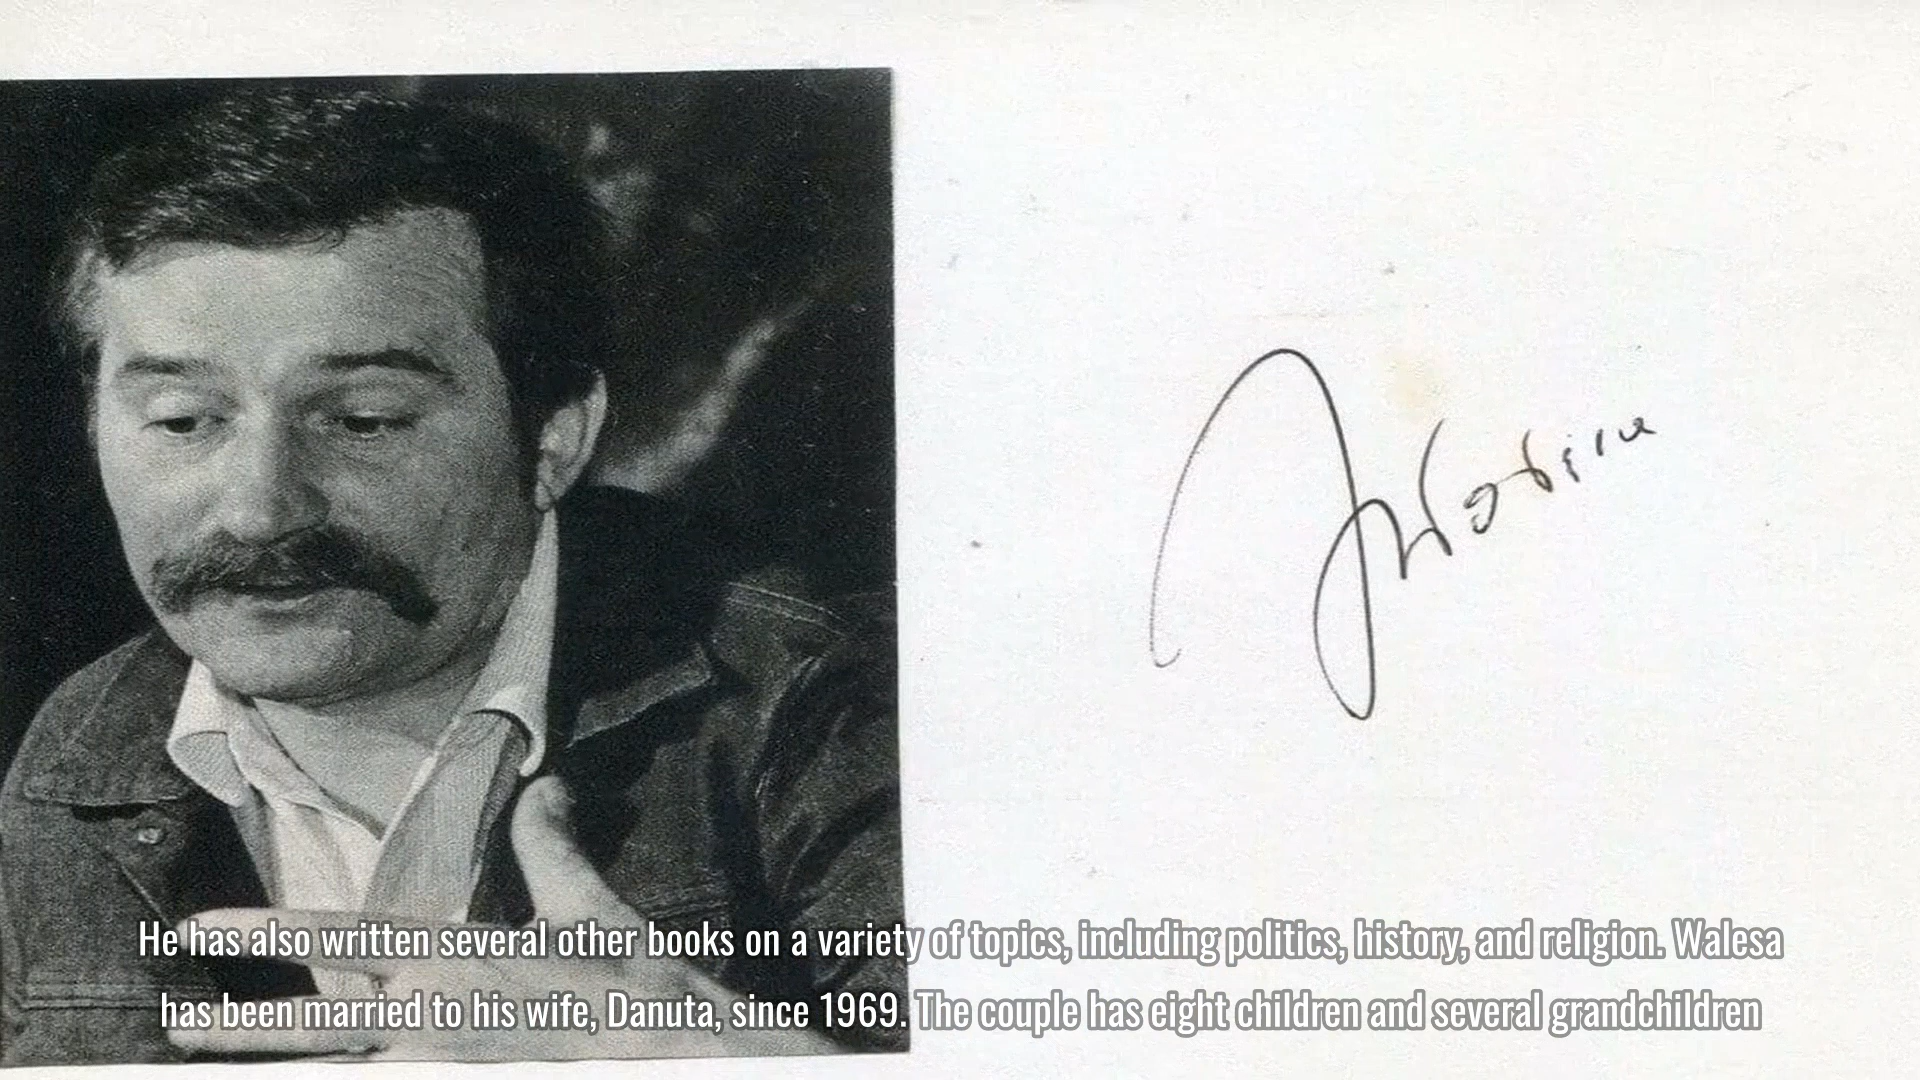 He has also written several other books on a variety of topics, including politics, history, and religion. Walesa
has been married to his wife, Danuta, since 1969. The couple has eight children and several grandchildren